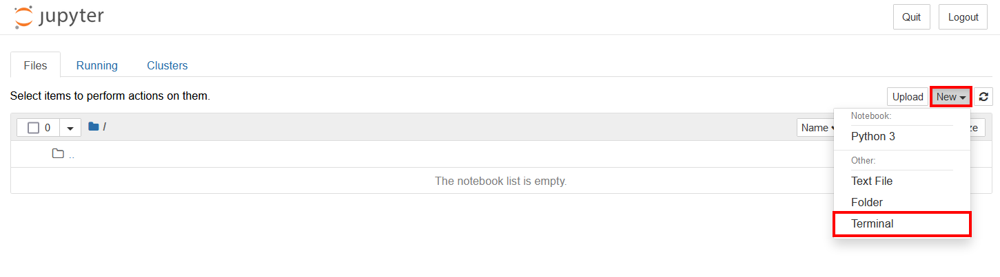 jupyter
Quit
Logout
Files
Running
Clusters
Select items to perform actions on them.
Upload
New
0
/
Name
Notebook:
Python 3
Other:
Text File
Folder
Terminal
..
The notebook list is empty.